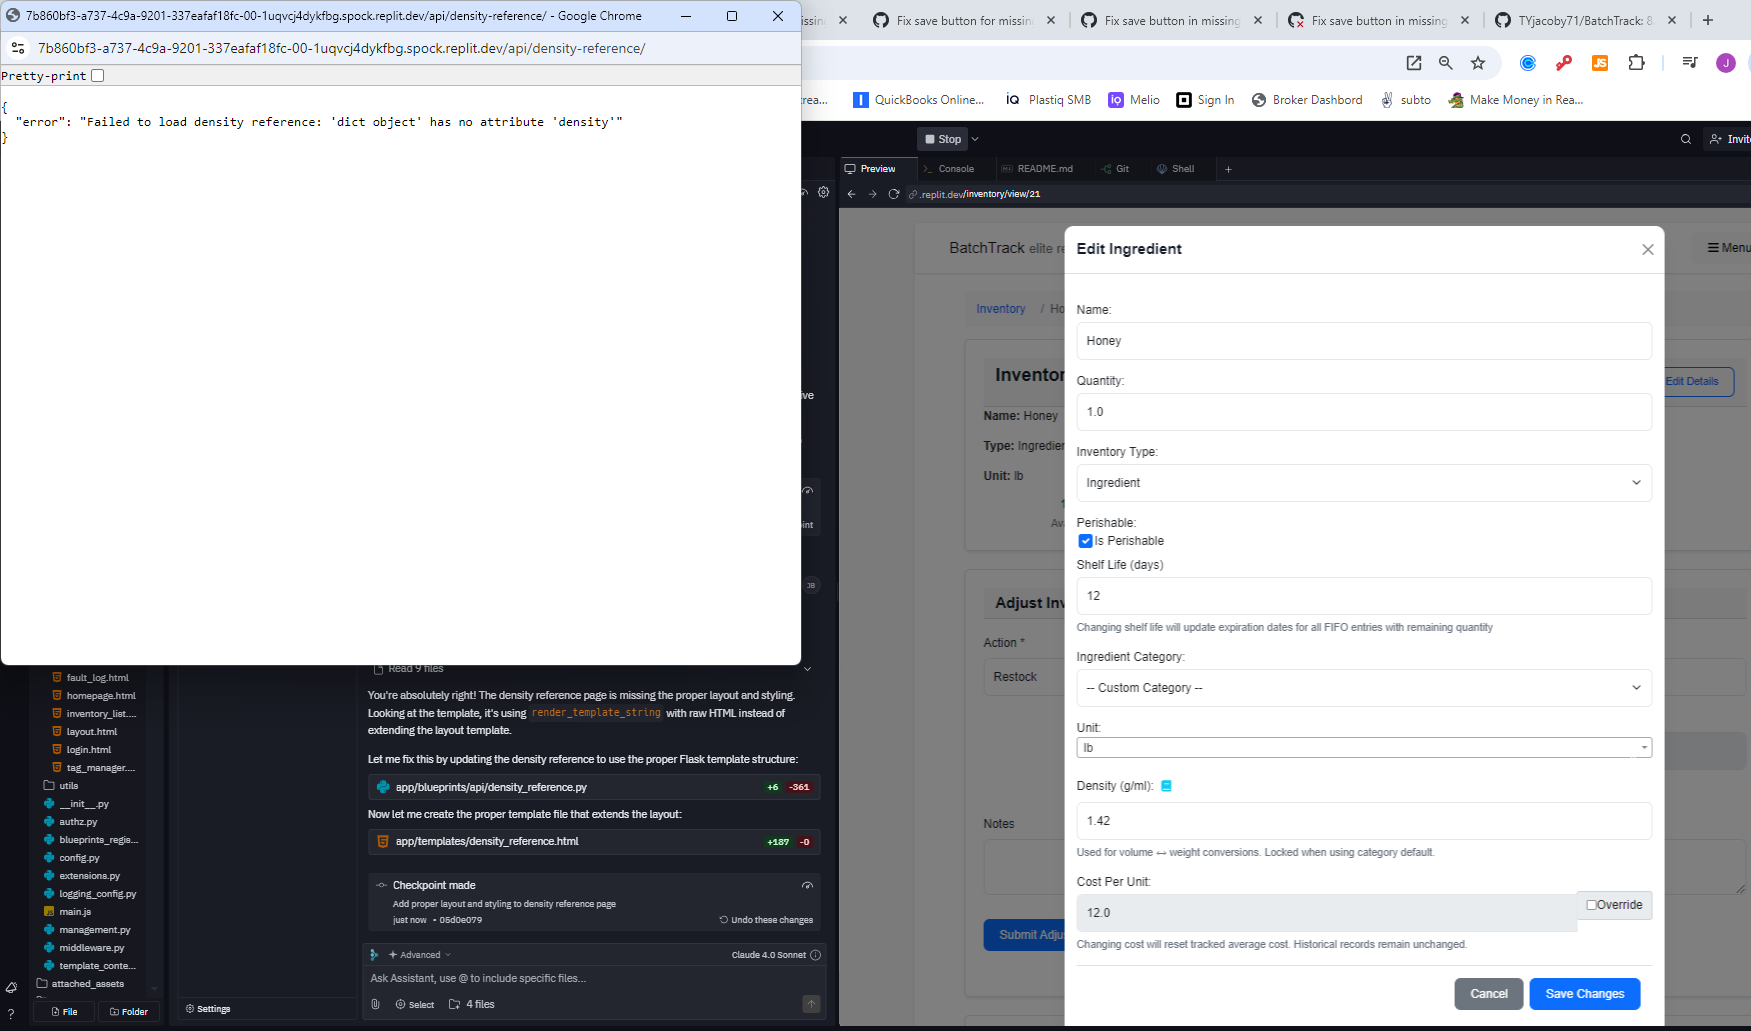 7b860bf3-a737-4c9a-9201-337eafaf18fc-00-1uqvcj4dykfbg.spock.replit.dev/api/density-reference/ - Google Chrome
7b860bf3-a737-4c9a-9201-337eafaf18fc-00-1uqvcj4dykfbg.spock.replit.dev/api/density-reference/
Pretty-print
{
"error": "Failed to load density reference: 'dict object' has no attribute 'density'"
}
Fix save button for missin
Fix save button in missing
Fix save button in missing
TYjacoby71/BatchTrack: 8
JS
J
QuickBooks Online...
Plastiq SMB
Melio
Sign In
Broker Dashbord
subto
Make Money in Rea...
Stop
Invite
Preview
Console
README.md
Git
Shell
.replit.dev/inventory/view/21
BatchTrack elite re
Menu
Inventory / Ho
Inventor
Edit Details
Name: Honey
Type: Ingredien
Unit: lb
Adjust Inv
Action *
Restock
Notes
Submit Adju
Edit Ingredient
Name:
Honey
Quantity:
1.0
Inventory Type:
Ingredient
Perishable:
Is Perishable
Shelf Life (days)
12
Changing shelf life will update expiration dates for all FIFO entries with remaining quantity
Ingredient Category:
-- Custom Category --
Unit:
lb
Density (g/ml):
1.42
Used for volume ↔ weight conversions. Locked when using category default.
Cost Per Unit:
12.0
Override
Changing cost will reset tracked average cost. Historical records remain unchanged.
Cancel
Save Changes
JB
Read 9 files
You're absolutely right! The density reference page is missing the proper layout and styling.
Looking at the template, it's using render_template_string with raw HTML instead of
extending the layout template.
Let me fix this by updating the density reference to use the proper Flask template structure:
app/blueprints/api/density_reference.py +6 -361
Now let me create the proper template file that extends the layout:
app/templates/density_reference.html +187 -0
Checkpoint made
Add proper layout and styling to density reference page
just now • 05d0e079
Undo these changes
Advanced
Claude 4.0 Sonnet
Ask Assistant, use @ to include specific files...
Select
4 files
fault_log.html
homepage.html
inventory_list....
layout.html
login.html
tag_manager....
utils
__init__.py
authz.py
blueprints_regis...
config.py
extensions.py
logging_config.py
main.js
management.py
middleware.py
template_conte...
attached_assets
File
Folder
Settings